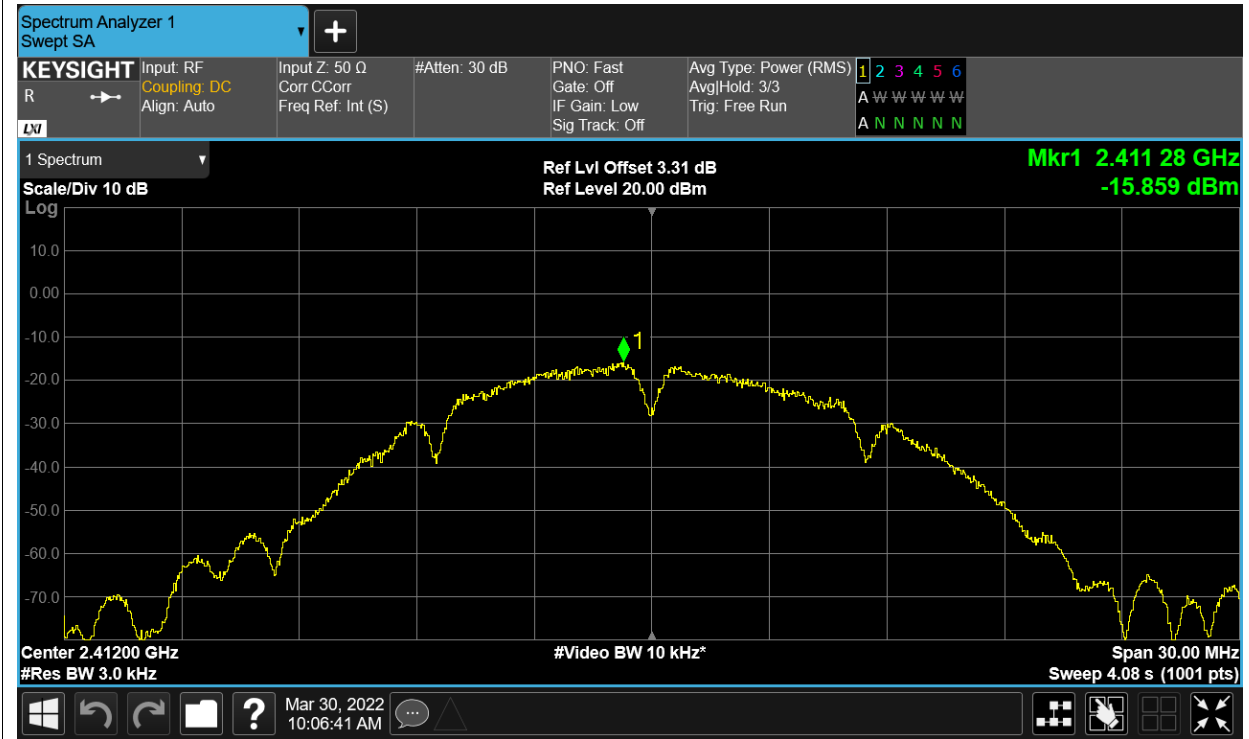 Spectrum Analyzer 1
Swept SA
KEYSIGHT
R
LXI
Input: RF
Coupling: DC
Align: Auto
Input Z: 50 Ω
Corr CCorr
Freq Ref: Int (S)
#Atten: 30 dB
PNO: Fast
Gate: Off
IF Gain: Low
Sig Track: Off
Avg Type: Power (RMS)
Avg|Hold: 3/3
Trig: Free Run
1 2 3 4 5 6
A W W W W W
A N N N N N
1 Spectrum
Scale/Div 10 dB
Log
Ref Lvl Offset 3.31 dB
Ref Level 20.00 dBm
Mkr1 2.411 28 GHz
-15.859 dBm
10.0
0.00
-10.0
1
-20.0
-30.0
-40.0
-50.0
-60.0
-70.0
Center 2.41200 GHz
#Video BW 10 kHz*
Span 30.00 MHz
#Res BW 3.0 kHz
Sweep 4.08 s (1001 pts)
?
Mar 30, 2022
10:06:41 AM